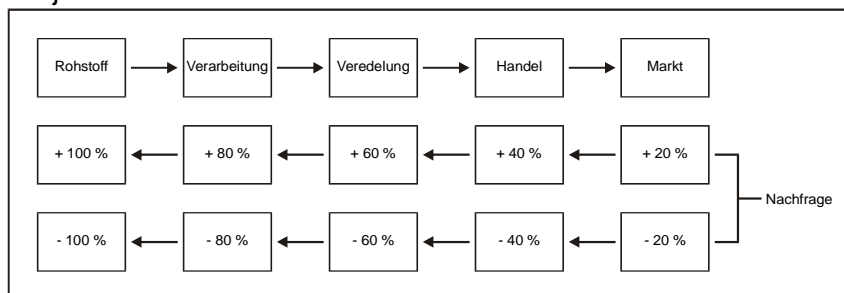 Rohstoff
Verarbeitung
Veredelung
Handel
Markt
+ 100 %
+ 80 %
+ 60 %
+ 40 %
+ 20 %
Nachfrage
- 100 %
- 80 %
- 60 %
- 40 %
- 20 %